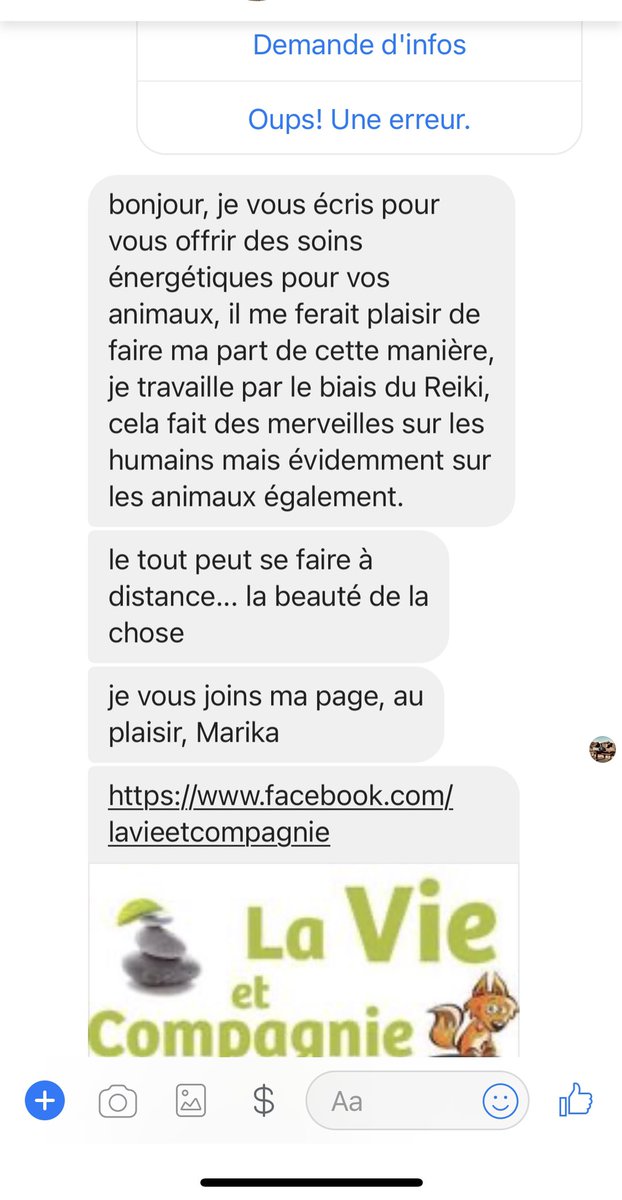 Demande d'infos
Oups! Une erreur.
bonjour, je vous écris pour
vous offrir des soins
énergétiques pour vos
animaux, il me ferait plaisir de
faire ma part de cette manière,
je travaille par le biais du Reiki,
cela fait des merveilles sur les
humains mais évidemment sur
les animaux également.
le tout peut se faire à
distance... la beauté de la
chose
je vous joins ma page, au
plaisir, Marika
https://www.facebook.com/
lavieetcompagnie
La Vie
et
Compagnie
$
Aa